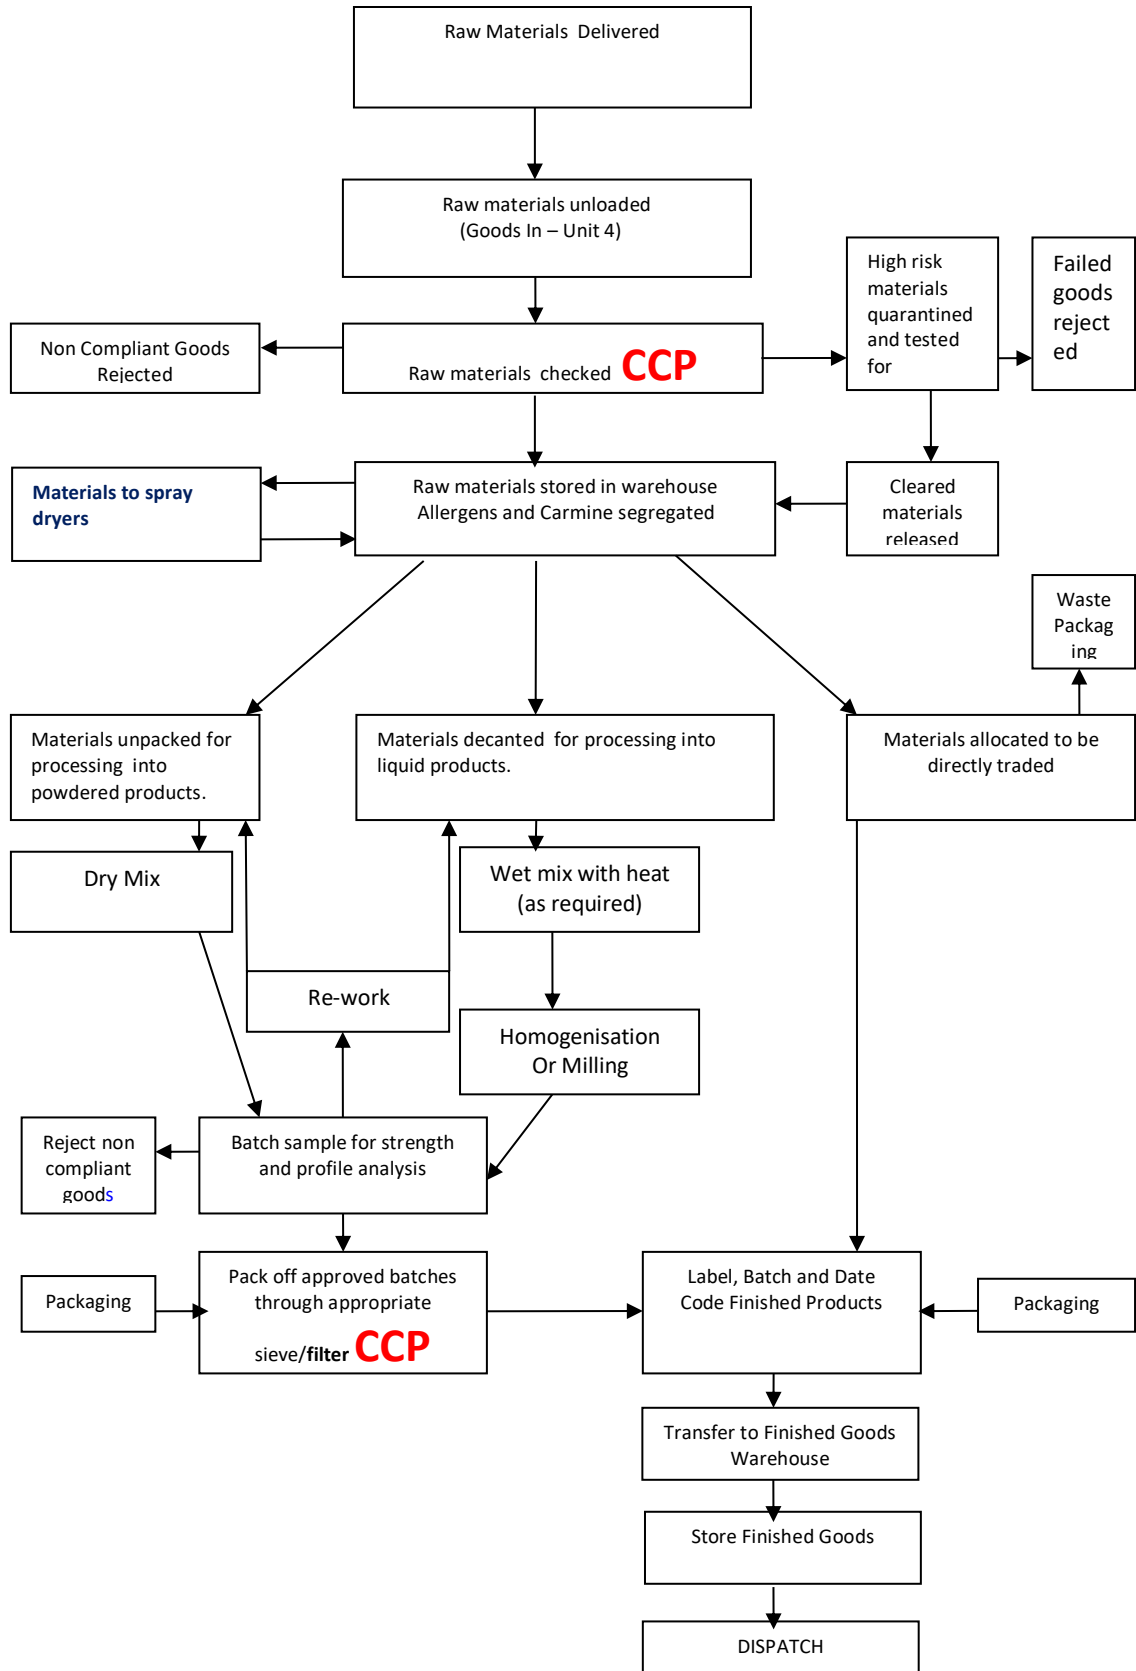 Raw Materials Delivered
Raw materials unloaded
(Goods In – Unit 4)
High risk
materials
quarantined
and tested
for
Failed
goods
reject
ed
Non Compliant Goods
Rejected
Raw materials checked CCP
Materials to spray
dryers
Raw materials stored in warehouse
Allergens and Carmine segregated
Cleared
materials
released
Waste
Packag
ing
Materials unpacked for
processing into
powdered products.
Materials decanted for processing into
liquid products.
Materials allocated to be
directly traded
Dry Mix
Wet mix with heat
(as required)
Re-work
Homogenisation
Or Milling
Reject non
compliant
goods
Batch sample for strength
and profile analysis
Packaging
Pack off approved batches
through appropriate
sieve/filter CCP
Label, Batch and Date
Code Finished Products
Packaging
Transfer to Finished Goods
Warehouse
Store Finished Goods
DISPATCH